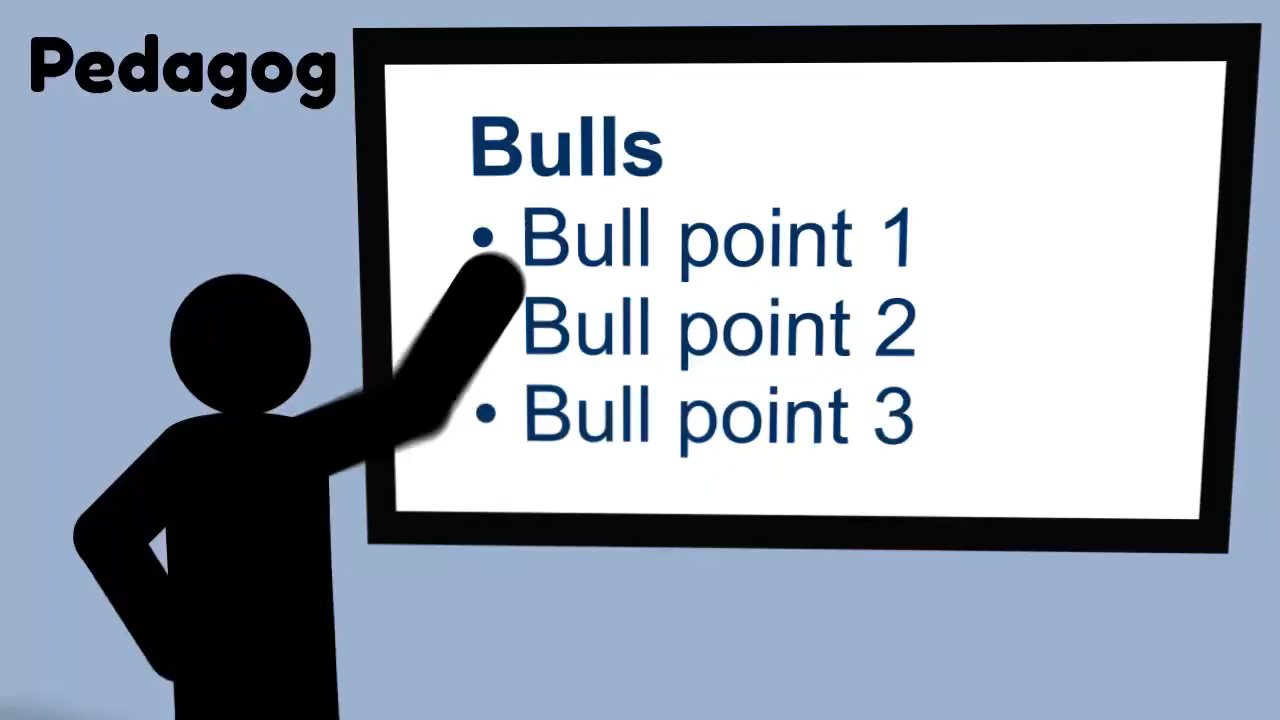 Pedagog
Bulls
• Bull point 1
Bull point 2
• Bull point 3